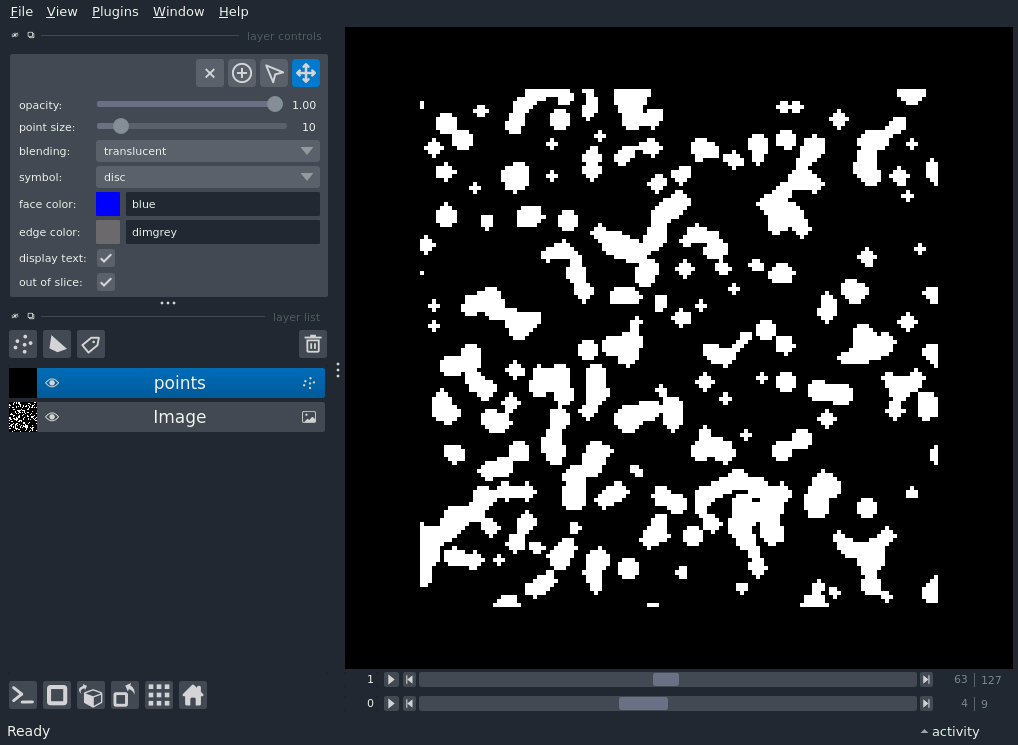 File View Plugins Window Help
layer controls
opacity: 1.00
point size: 10
blending: translucent
symbol: disc
face color: blue
edge color: dimgrey
display text:
out of slice:
layer list
points
Image
1 63 127
0 4 9
Ready activity